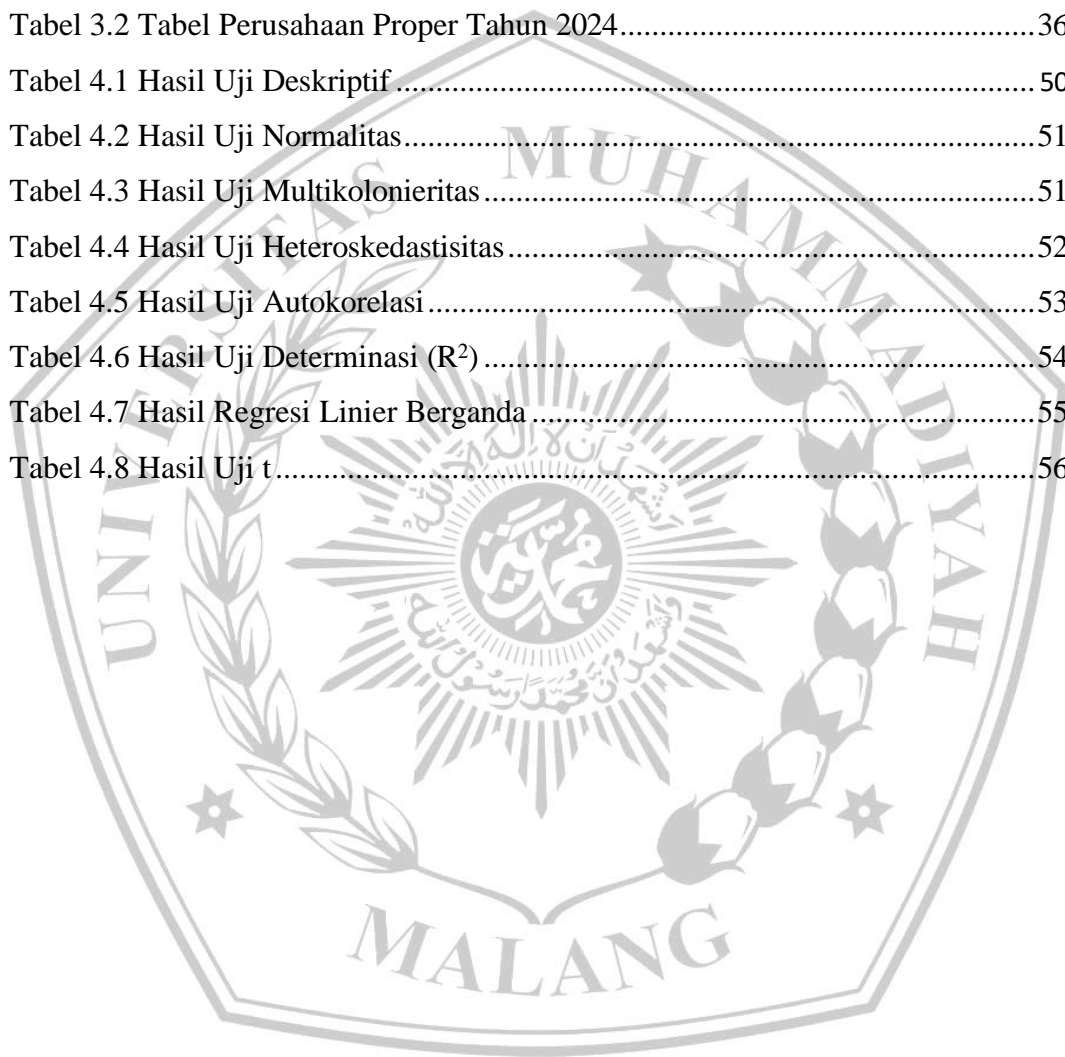 Tabel 3.2 Tabel Perusahaan Proper Tahun 2024....................................................36
Tabel 4.1 Hasil Uji Deskriptif................................................................................50
Tabel 4.2 Hasil Uji Normalitas...............................................................................51
Tabel 4.3 Hasil Uji Multikolonieritas.....................................................................51
Tabel 4.4 Hasil Uji Heteroskedastisitas..................................................................52
Tabel 4.5 Hasil Uji Autokorelasi............................................................................53
Tabel 4.6 Hasil Uji Determinasi (R²).....................................................................54
Tabel 4.7 Hasil Regresi Linier Berganda...............................................................55
Tabel 4.8 Hasil Uji t................................................................................................56
UNIVERSITAS MUHAMMADIYAH
MALANG